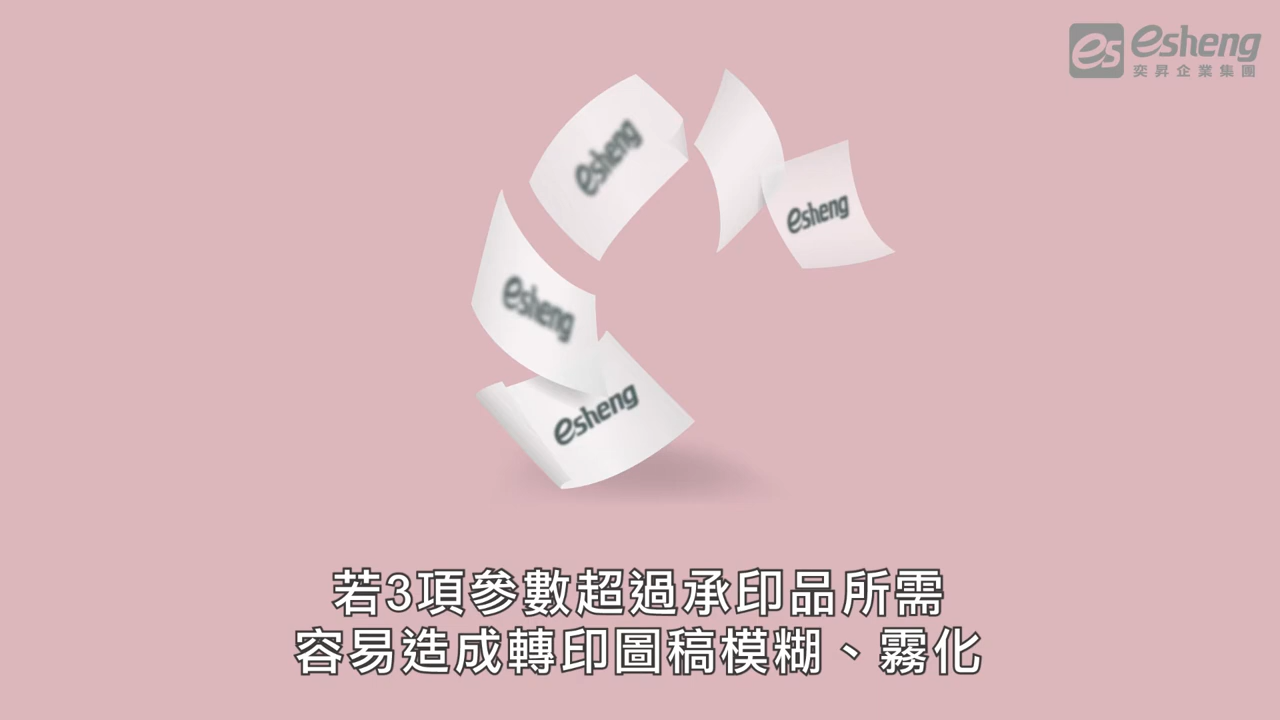 es esheng
奕昇企業集團
esheng
esheng
esheng
esheng
若3項參數超過承印品所需
容易造成轉印圖稿模糊、霧化